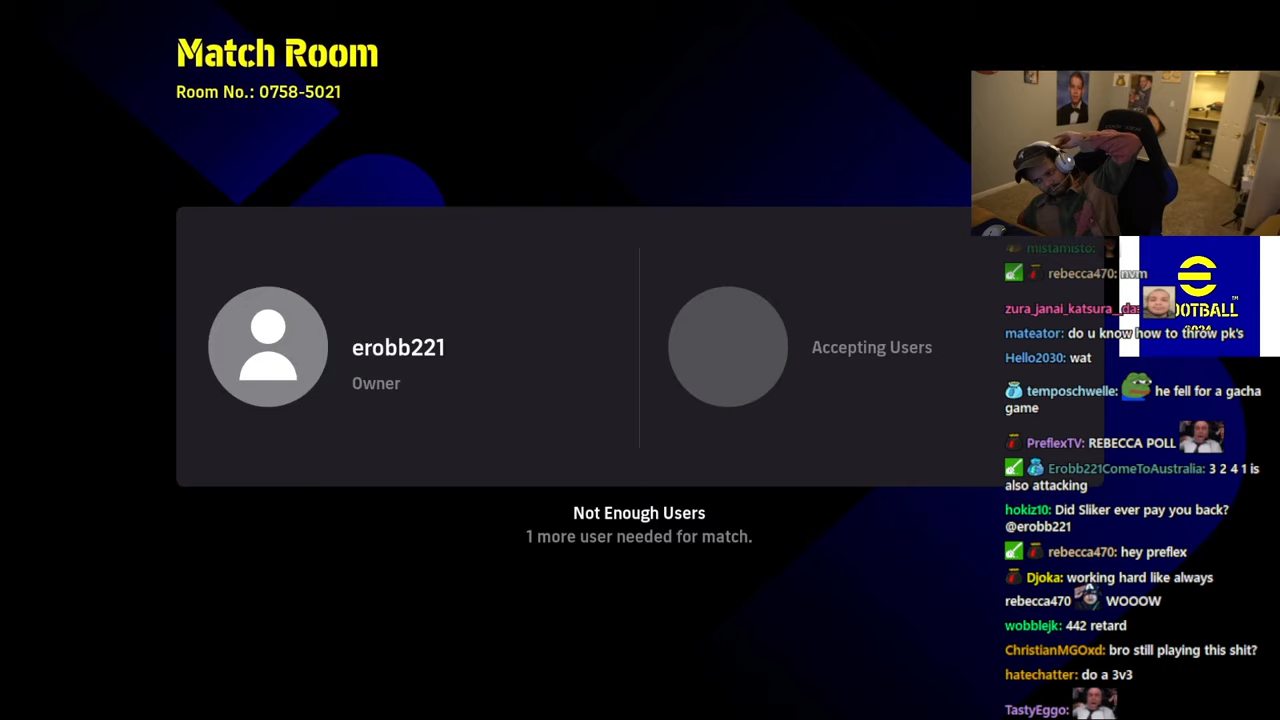 Match Room
Room No.: 0758-5021
erobb221
Owner
Accepting Users
Not Enough Users
1 more user needed for match.
mistamisto:
rebecca470: nvm
zura_janai_katsura_das
mateator: do u know how to throw pk's
Hello2030: wat
temposchwelle: he fell for a gacha
game
PreflexTV: REBECCA POLL
Erobb221ComeToAustralia: 3 2 4 1 is
also attacking
hokiz10: Did Sliker ever pay you back?
@erobb221
rebecca470: hey preflex
Djoka: working hard like always
rebecca470 WOOOW
wobblejk: 442 retard
ChristianMGOxd: bro still playing this shit?
hatechatter: do a 3v3
TastyEggo:
OOTBALL™